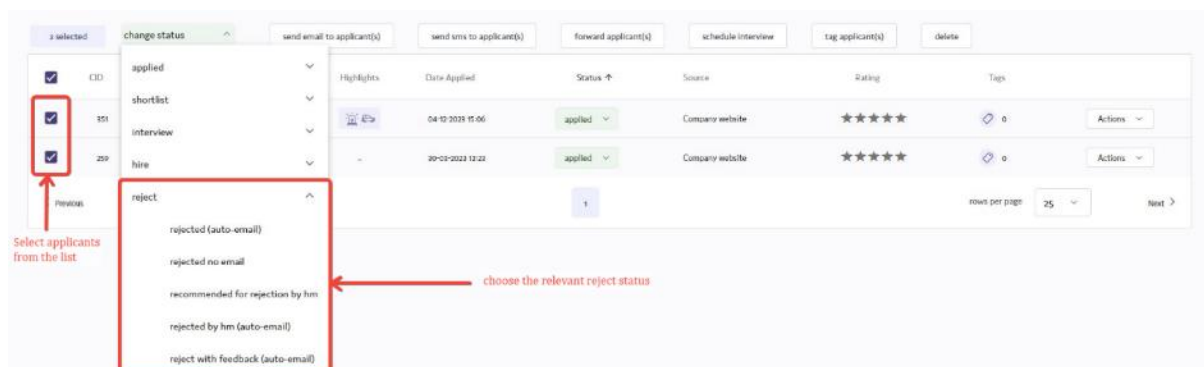 2 selected change status send email to applicant(s) send sms to applicant(s) forward applicant(s) schedule interview tag applicant(s) delete
CID Highlights Date Applied Status ↑ Source Rating Tags
applied
shortlist
interview
hire
reject
rejected (auto-email)
rejected no email
recommended for rejection by hm
rejected by hm (auto-email)
reject with feedback (auto-email)
351 04-12-2023 15:06 applied Company website 0 Actions
259 - 30-03-2023 13:23 applied Company website 0 Actions
Previous 1 rows per page 25 Next >
Select applicants
from the list
choose the relevant reject status